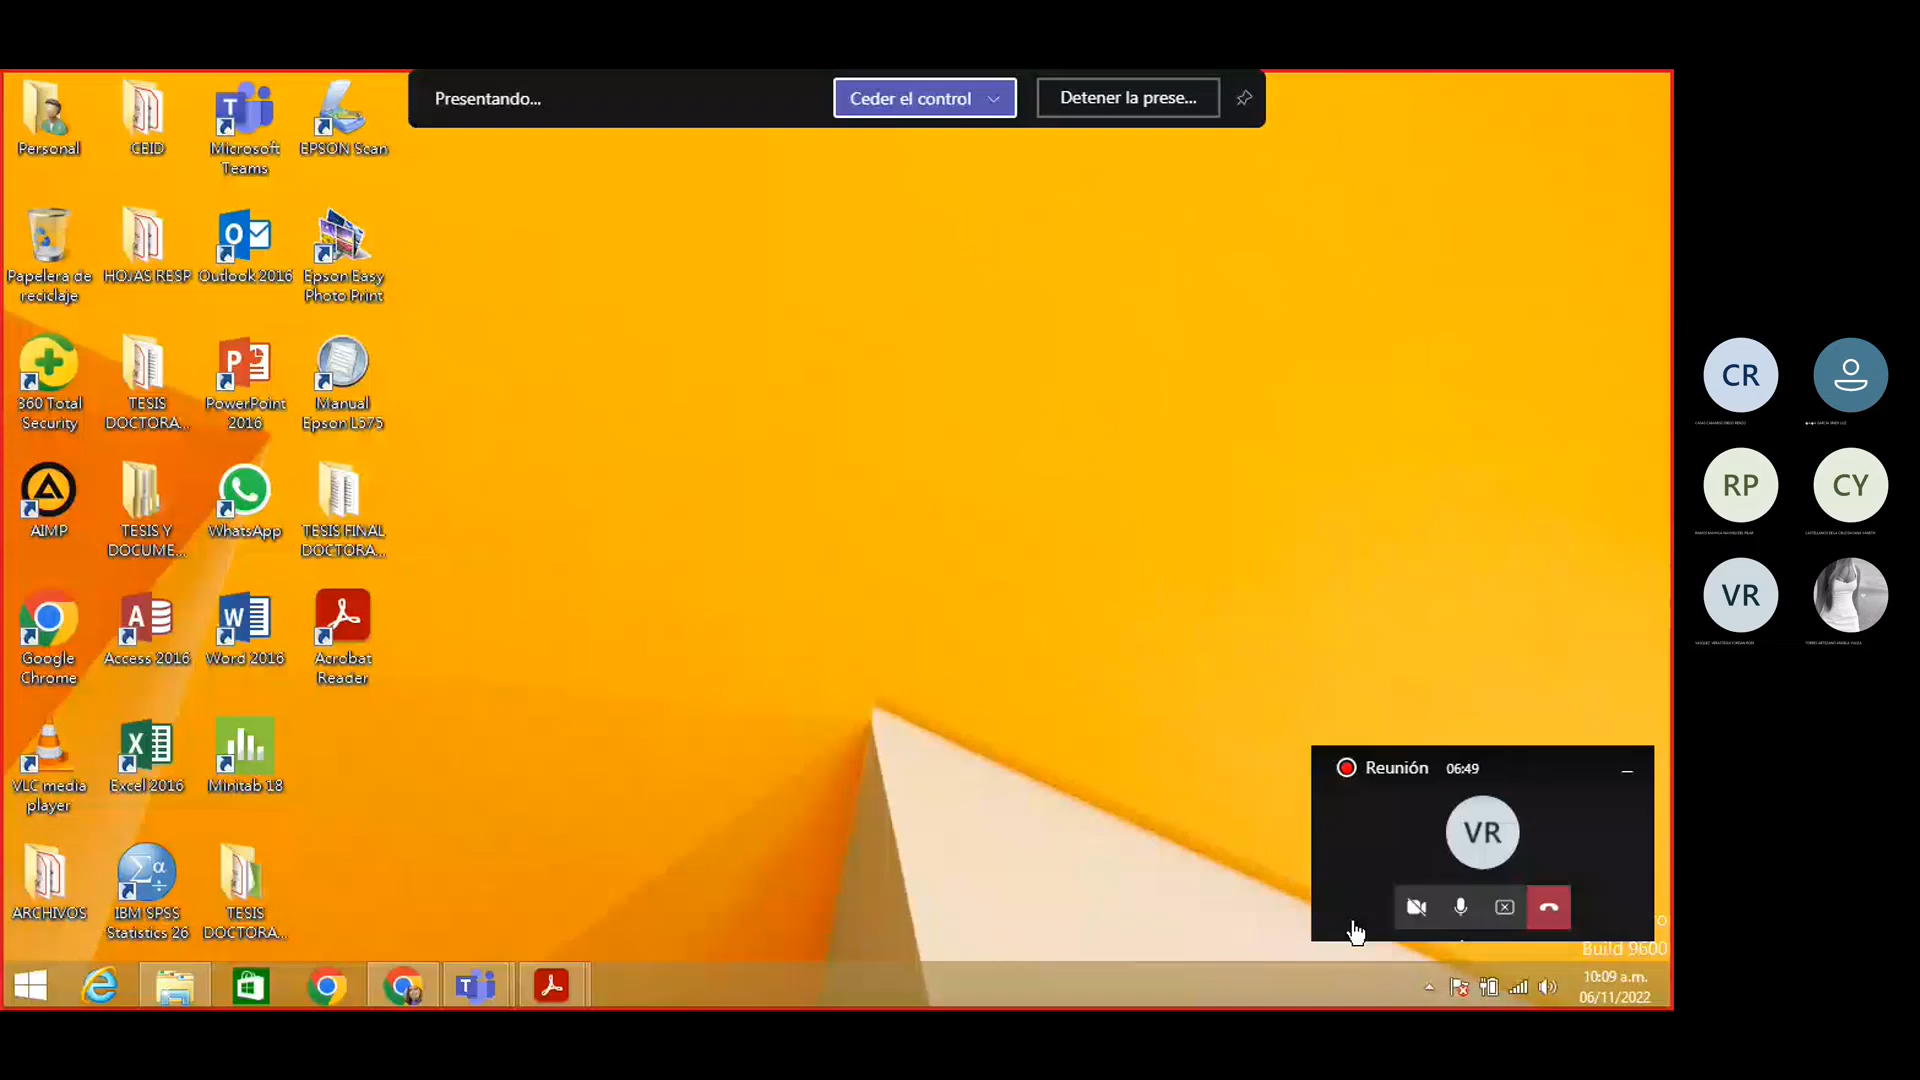 Presentando...
Ceder el control
Detener la prese...
Personal
CEID
Microsoft
Teams
EPSON Scan
Papelera de
reciclaje
HOJAS RESP
Outlook 2016
Epson Easy
Photo Print
360 Total
Security
TESIS
DOCTORA...
PowerPoint
2016
Manual
Epson L575
AIMP
TESIS Y
DOCUME...
WhatsApp
TESIS FINAL
DOCTORA...
Google
Chrome
Access 2016
Word 2016
Acrobat
Reader
VLC media
player
Excel 2016
Minitab 18
ARCHIVOS
IBM SPSS
Statistics 26
TESIS
DOCTORA...
CR
RP
CY
VR
Reunión
06:49
VR
Build 9600
10:09 a.m.
06/11/2022